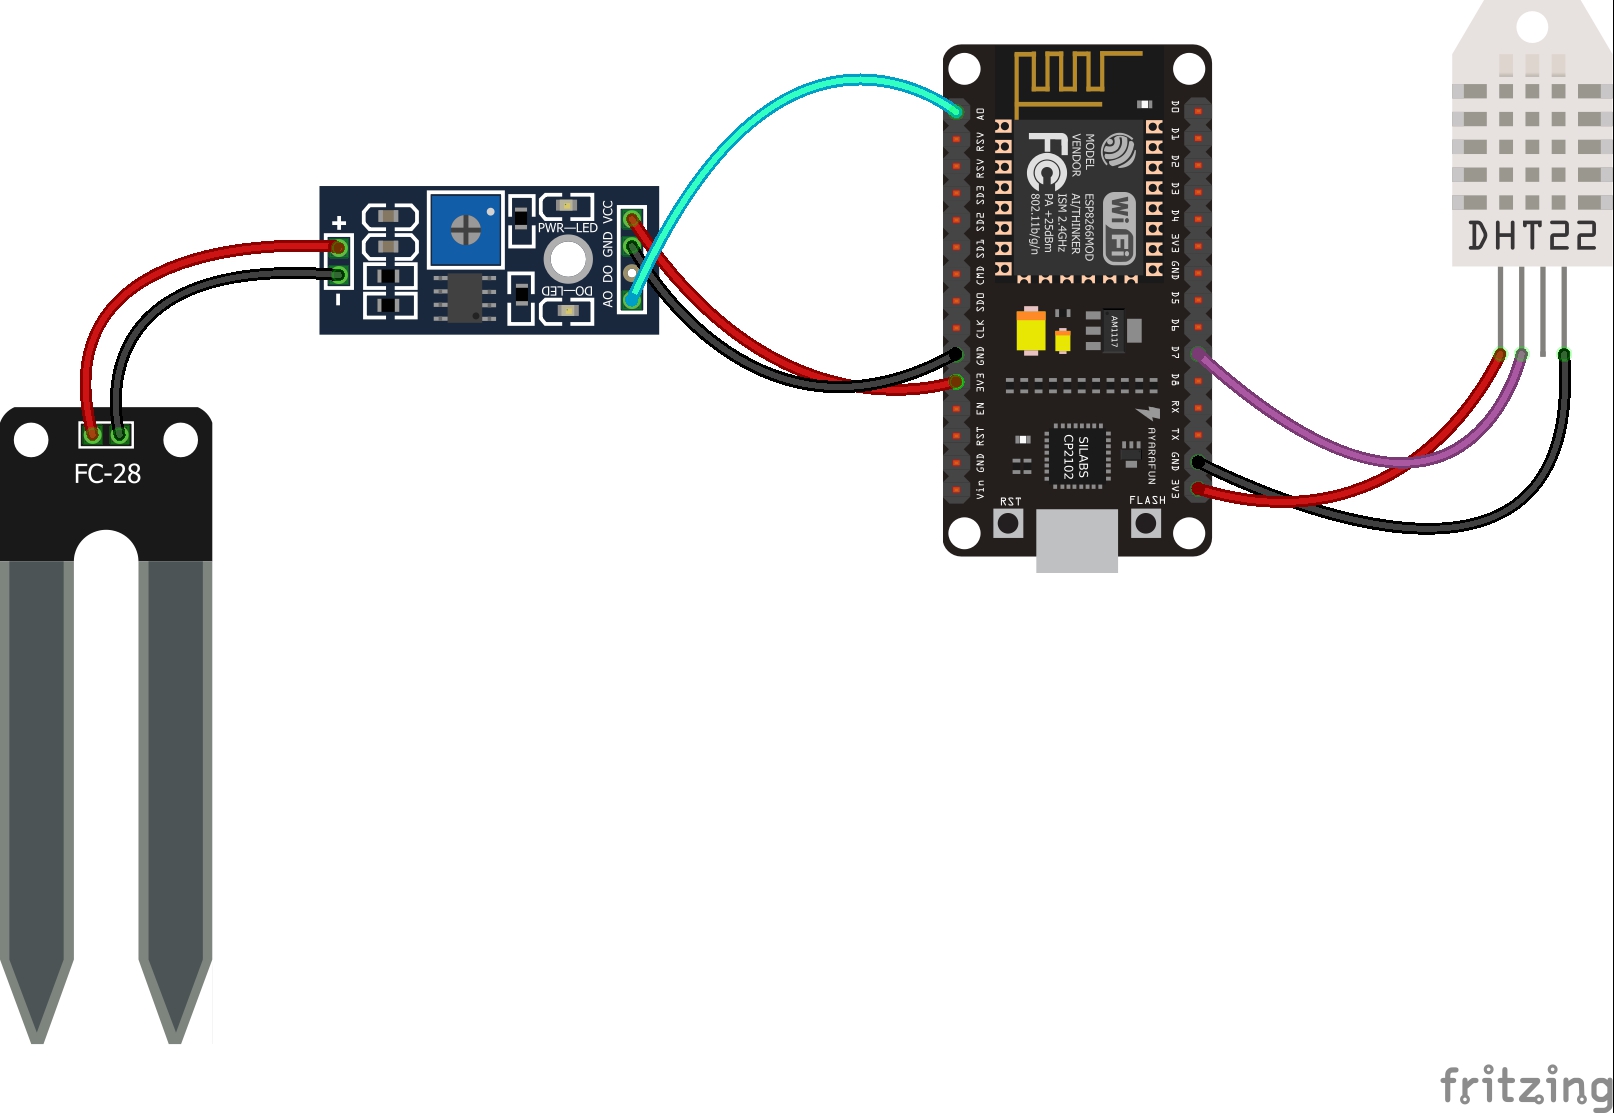 FC-28
+
-
PWR—LED
DO—LED
VCC
GND
DO
AO
A0
RSV
RSV
SD3
SD2
SD1
CMD
SD0
CLK
GND
3V3
EN
RST
GND
Vin
D0
D1
D2
D3
D4
3V3
GND
D5
D6
D7
D8
RX
TX
GND
3V3
FC
MODEL
VENDOR
ESP8266MOD
AI/THINKER
ISM 2.4GHz
PA +25dBm
802.11b/g/n
WiFi
AM1117
SILABS
CP2102
AYARAFUN
RST
FLASH
DHT22
fritzing